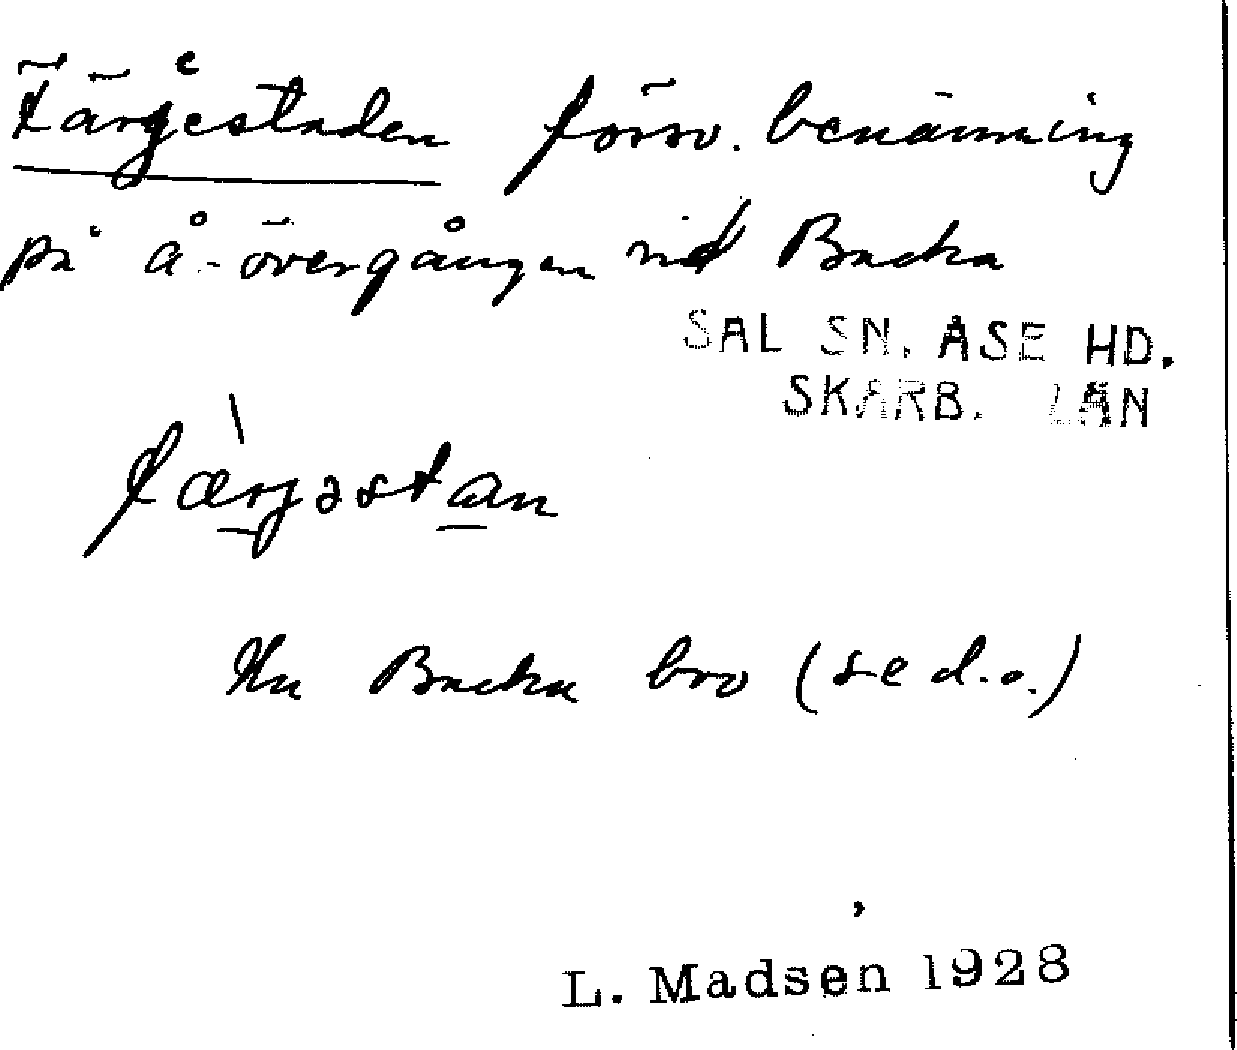 Färgestaden försv. benämning
på å-övergången vid Backa
SAL SN. ÅSE HD.
SKARB. LÄN
fàrjəstan
Nu Backa bro (se d.o.)
L. Madsen 1928